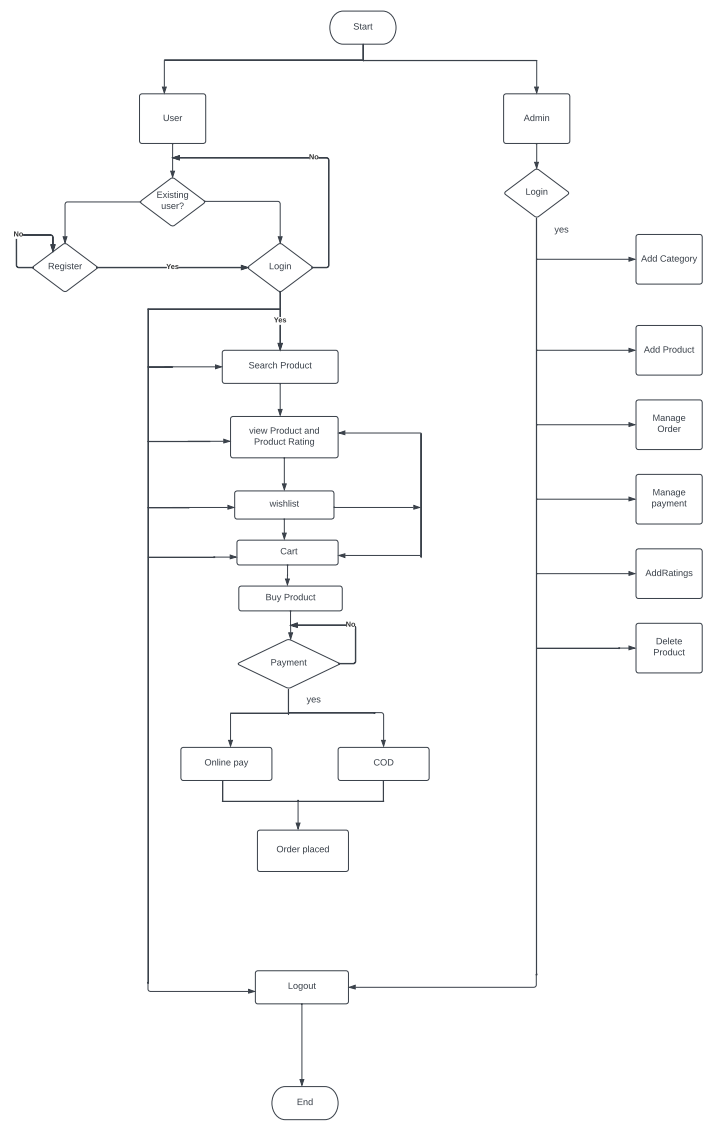 Start
User
Admin
No
Existing
user?
Login
yes
No
Register
Yes
Login
Add Category
Yes
Search Product
Add Product
view Product and
Product Rating
Manage
Order
wishlist
Manage
payment
Cart
AddRatings
Buy Product
No
Payment
Delete
Product
yes
Online pay
COD
Order placed
Logout
End